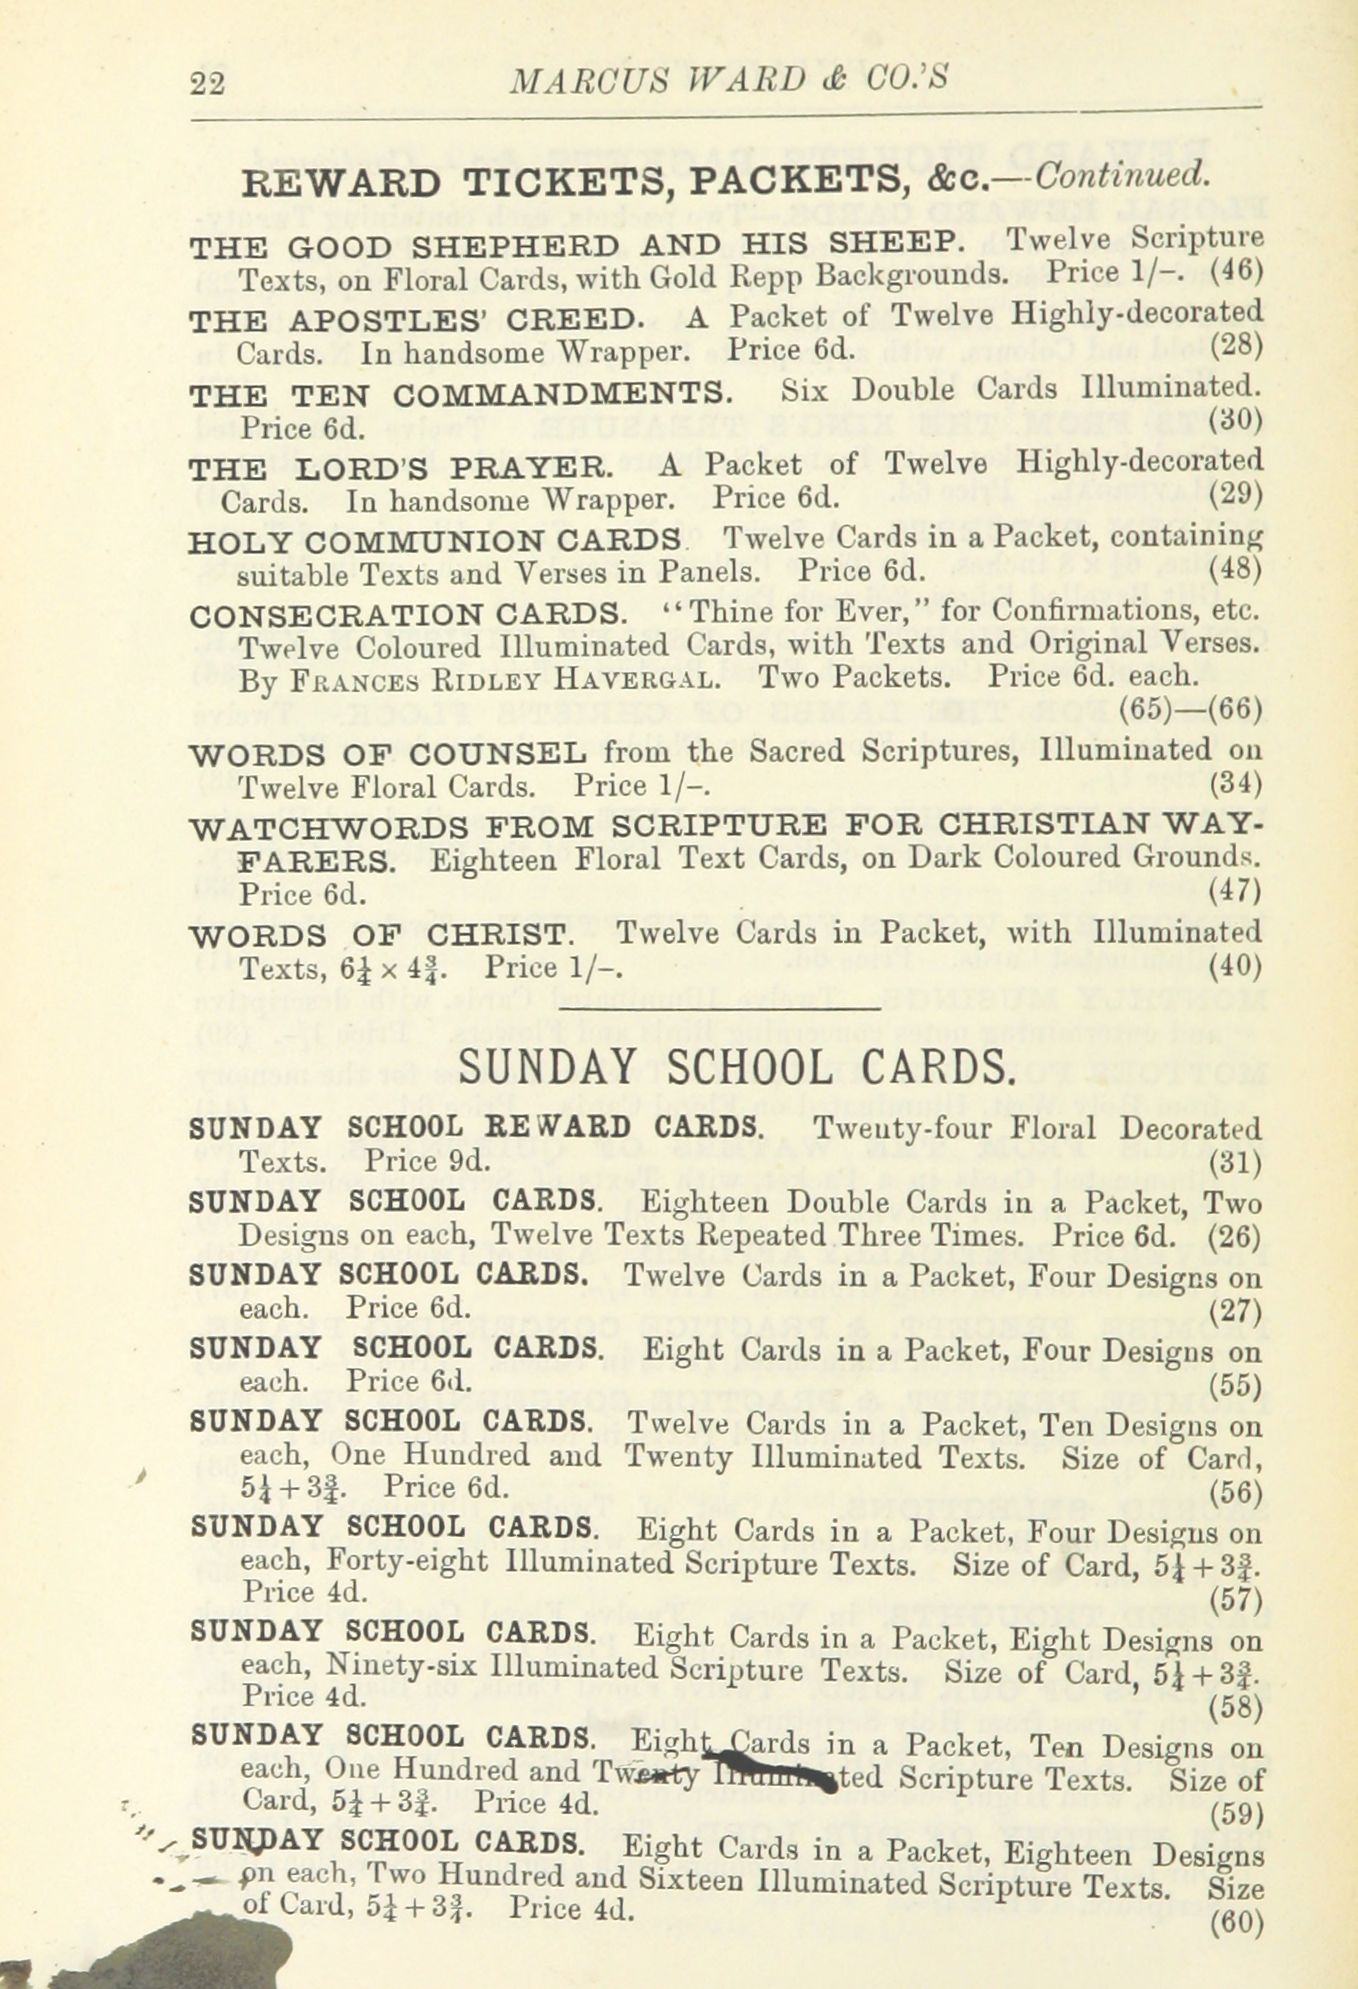 22 MARCUS WARD & CO.'S
REWARD TICKETS, PACKETS, &c.—Continued.
THE GOOD SHEPHERD AND HIS SHEEP. Twelve Scripture
Texts, on Floral Cards, with Gold Repp Backgrounds. Price 1/-. (46)
THE APOSTLES' CREED. A Packet of Twelve Highly-decorated
Cards. In handsome Wrapper. Price 6d. (28)
THE TEN COMMANDMENTS. Six Double Cards Illuminated.
Price 6d. (30)
THE LORD'S PRAYER. A Packet of Twelve Highly-decorated
Cards. In handsome Wrapper. Price 6d. (29)
HOLY COMMUNION CARDS. Twelve Cards in a Packet, containing
suitable Texts and Verses in Panels. Price 6d. (48)
CONSECRATION CARDS. "Thine for Ever," for Confirmations, etc.
Twelve Coloured Illuminated Cards, with Texts and Original Verses.
By FRANCES RIDLEY HAVERGAL. Two Packets. Price 6d. each.
(65)—(66)
WORDS OF COUNSEL from the Sacred Scriptures, Illuminated on
Twelve Floral Cards. Price 1/-. (34)
WATCHWORDS FROM SCRIPTURE FOR CHRISTIAN WAY-
FARERS. Eighteen Floral Text Cards, on Dark Coloured Grounds.
Price 6d. (47)
WORDS OF CHRIST. Twelve Cards in Packet, with Illuminated
Texts, 6¼ × 4¾. Price 1/-. (40)
SUNDAY SCHOOL CARDS.
SUNDAY SCHOOL REWARD CARDS. Twenty-four Floral Decorated
Texts. Price 9d. (31)
SUNDAY SCHOOL CARDS. Eighteen Double Cards in a Packet, Two
Designs on each, Twelve Texts Repeated Three Times. Price 6d. (26)
SUNDAY SCHOOL CARDS. Twelve Cards in a Packet, Four Designs on
each. Price 6d. (27)
SUNDAY SCHOOL CARDS. Eight Cards in a Packet, Four Designs on
each. Price 6d. (55)
SUNDAY SCHOOL CARDS. Twelve Cards in a Packet, Ten Designs on
each, One Hundred and Twenty Illuminated Texts. Size of Card,
5¼ + 3¾. Price 6d. (56)
SUNDAY SCHOOL CARDS. Eight Cards in a Packet, Four Designs on
each, Forty-eight Illuminated Scripture Texts. Size of Card, 5¼ + 3¾.
Price 4d. (57)
SUNDAY SCHOOL CARDS. Eight Cards in a Packet, Eight Designs on
each, Ninety-six Illuminated Scripture Texts. Size of Card, 5¼ + 3¾.
Price 4d. (58)
SUNDAY SCHOOL CARDS. Eight Cards in a Packet, Ten Designs on
each, One Hundred and Twenty Illuminated Scripture Texts. Size of
Card, 5¼ + 3¾. Price 4d. (59)
SUNDAY SCHOOL CARDS. Eight Cards in a Packet, Eighteen Designs
on each, Two Hundred and Sixteen Illuminated Scripture Texts. Size
of Card, 5¼ + 3¾. Price 4d. (60)